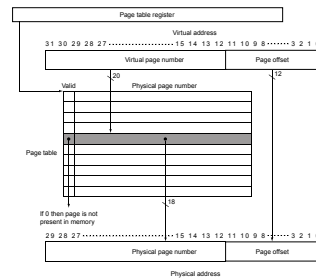 Page table register
Virtual address
31 30 29 28 27 15 14 13 12 11 10 9 8 3 2 1
Virtual page number Page offset
20 12
Valid Physical page number
Page table
18
If 0 then page is not
present in memory
29 28 27 15 14 13 12 11 10 9 8 3 2 1
Physical page number Page offset
Physical address